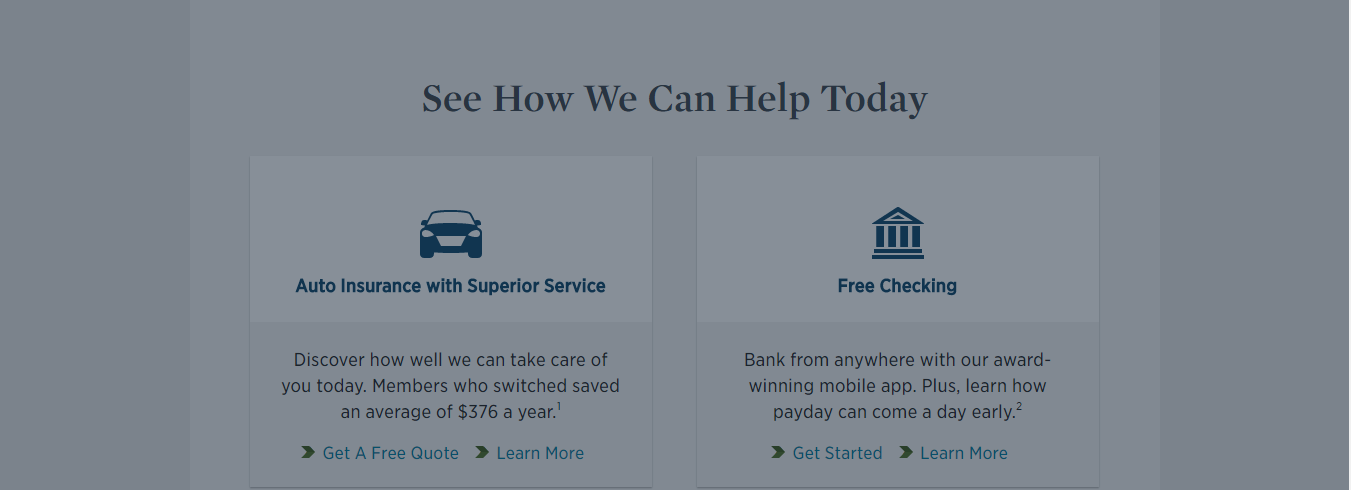 See How We Can Help Today
Auto Insurance with Superior Service
Discover how well we can take care of
you today. Members who switched saved
an average of $376 a year.1
Get A Free Quote
Learn More
Free Checking
Bank from anywhere with our award-
winning mobile app. Plus, learn how
payday can come a day early.2
Get Started
Learn More